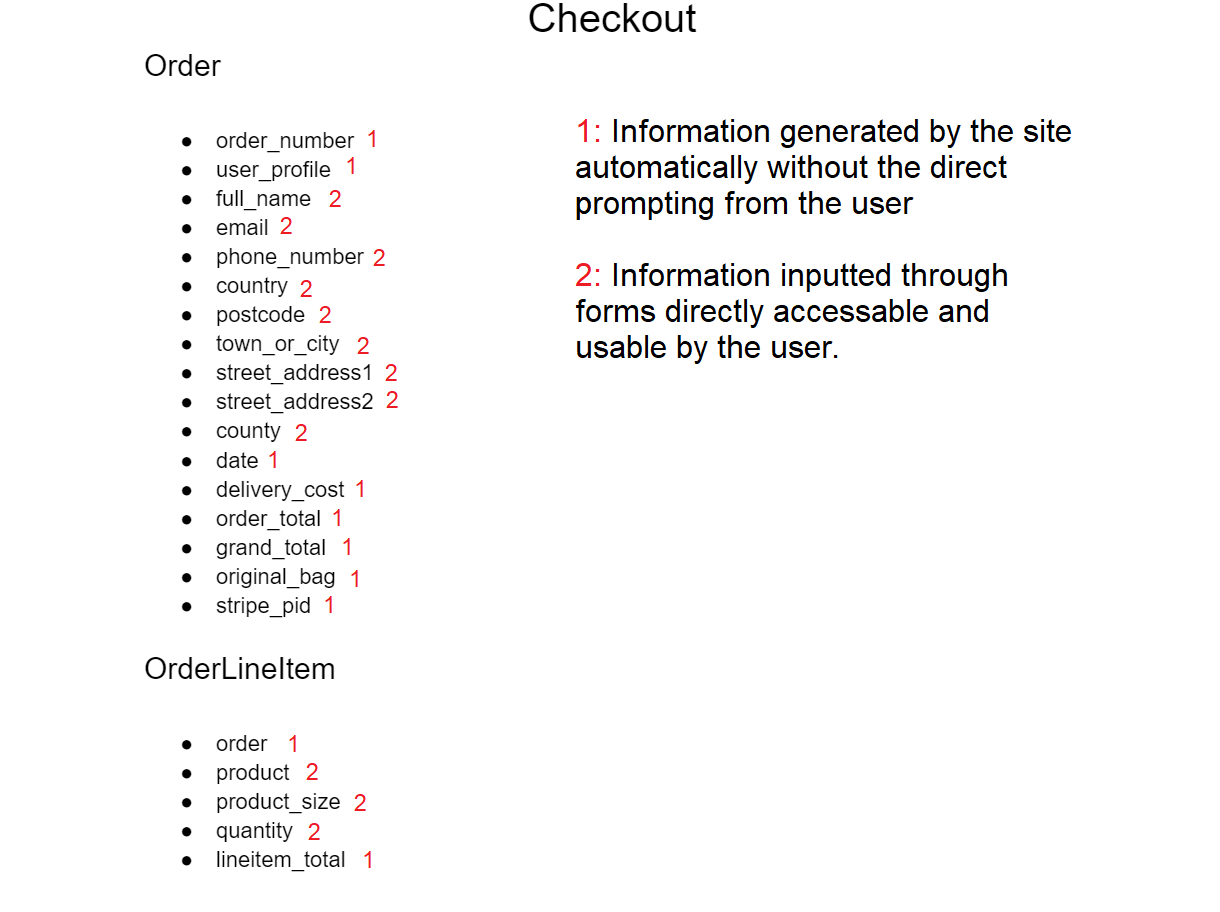 Checkout
Order
● order_number 1
● user_profile 1
● full_name 2
● email 2
● phone_number 2
● country 2
● postcode 2
● town_or_city 2
● street_address1 2
● street_address2 2
● county 2
● date 1
● delivery_cost 1
● order_total 1
● grand_total 1
● original_bag 1
● stripe_pid 1
OrderLineItem
● order 1
● product 2
● product_size 2
● quantity 2
● lineitem_total 1
1: Information generated by the site
automatically without the direct
prompting from the user
2: Information inputted through
forms directly accessable and
usable by the user.